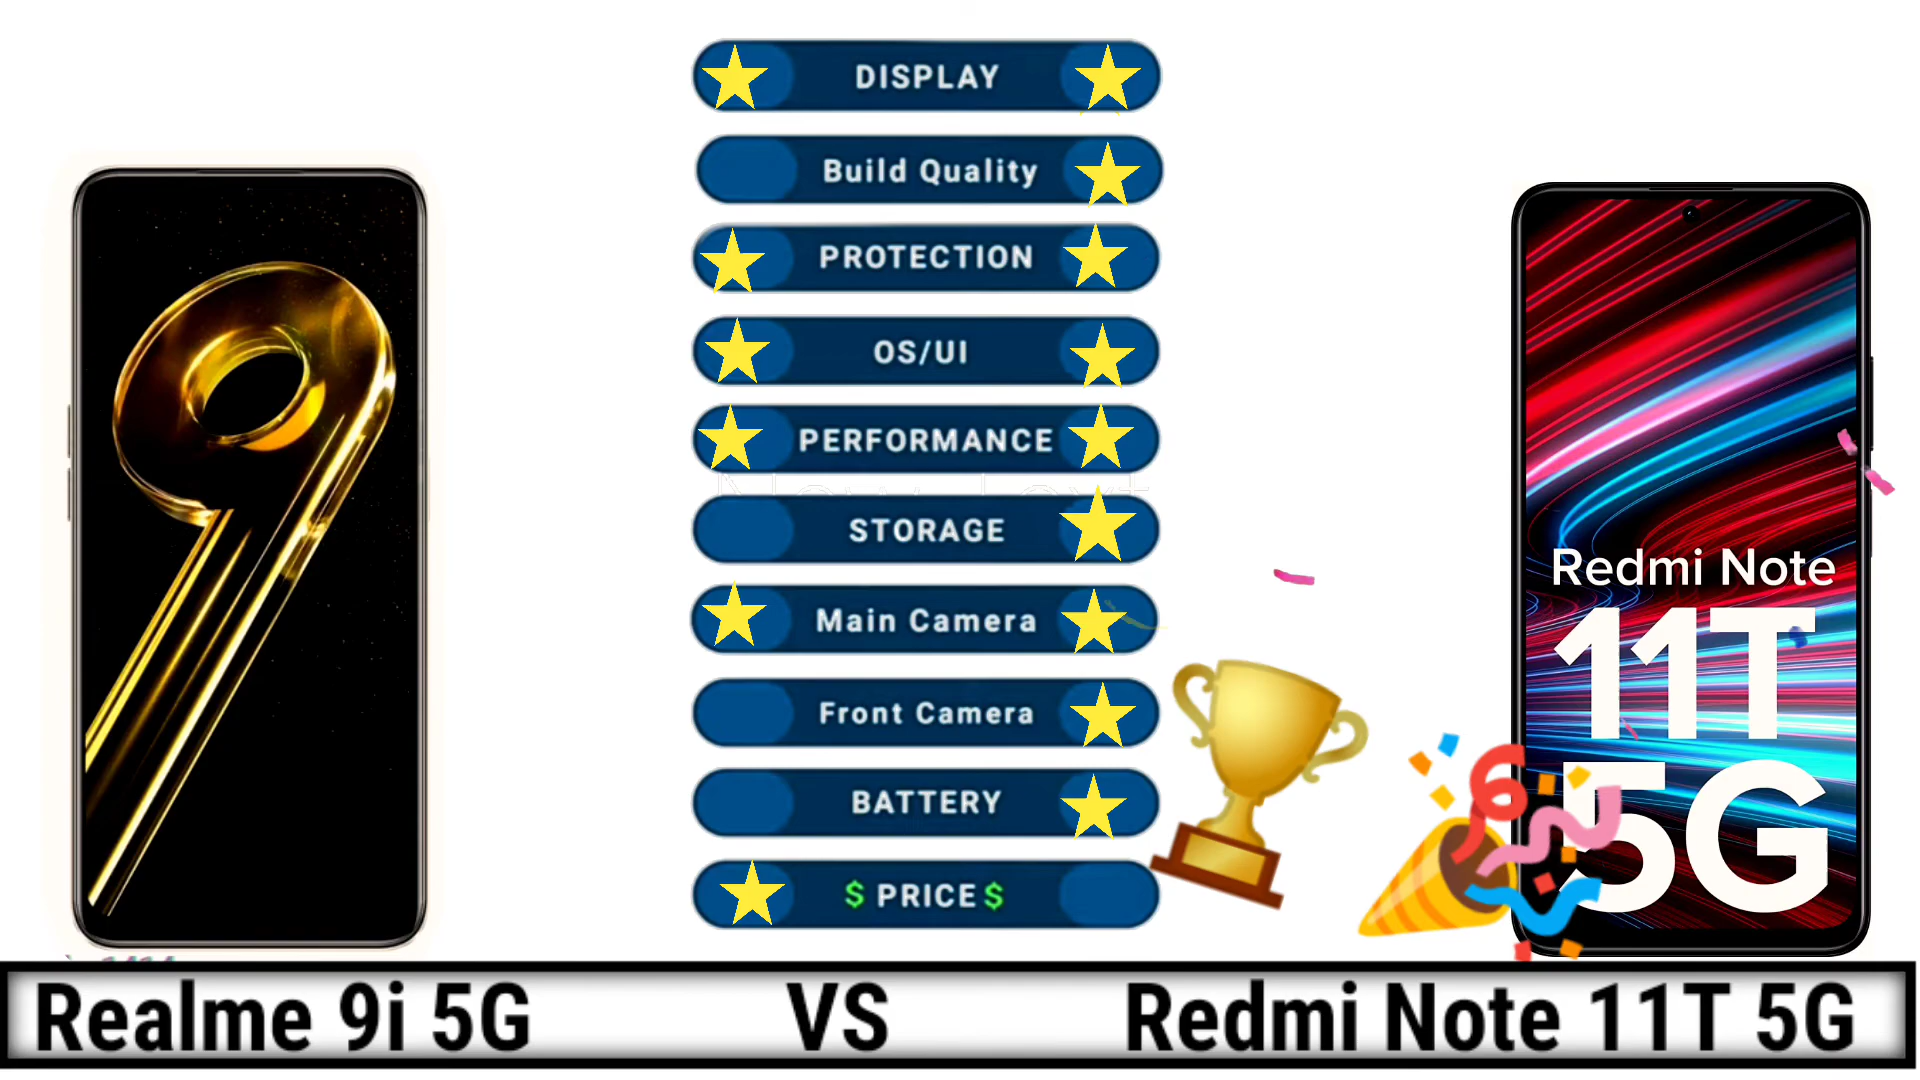 DISPLAY
Build Quality
PROTECTION
OS/UI
PERFORMANCE
STORAGE
Main Camera
Front Camera
BATTERY
$ PRICE $
Redmi Note
11T
5G
Realme 9i 5G VS Redmi Note 11T 5G